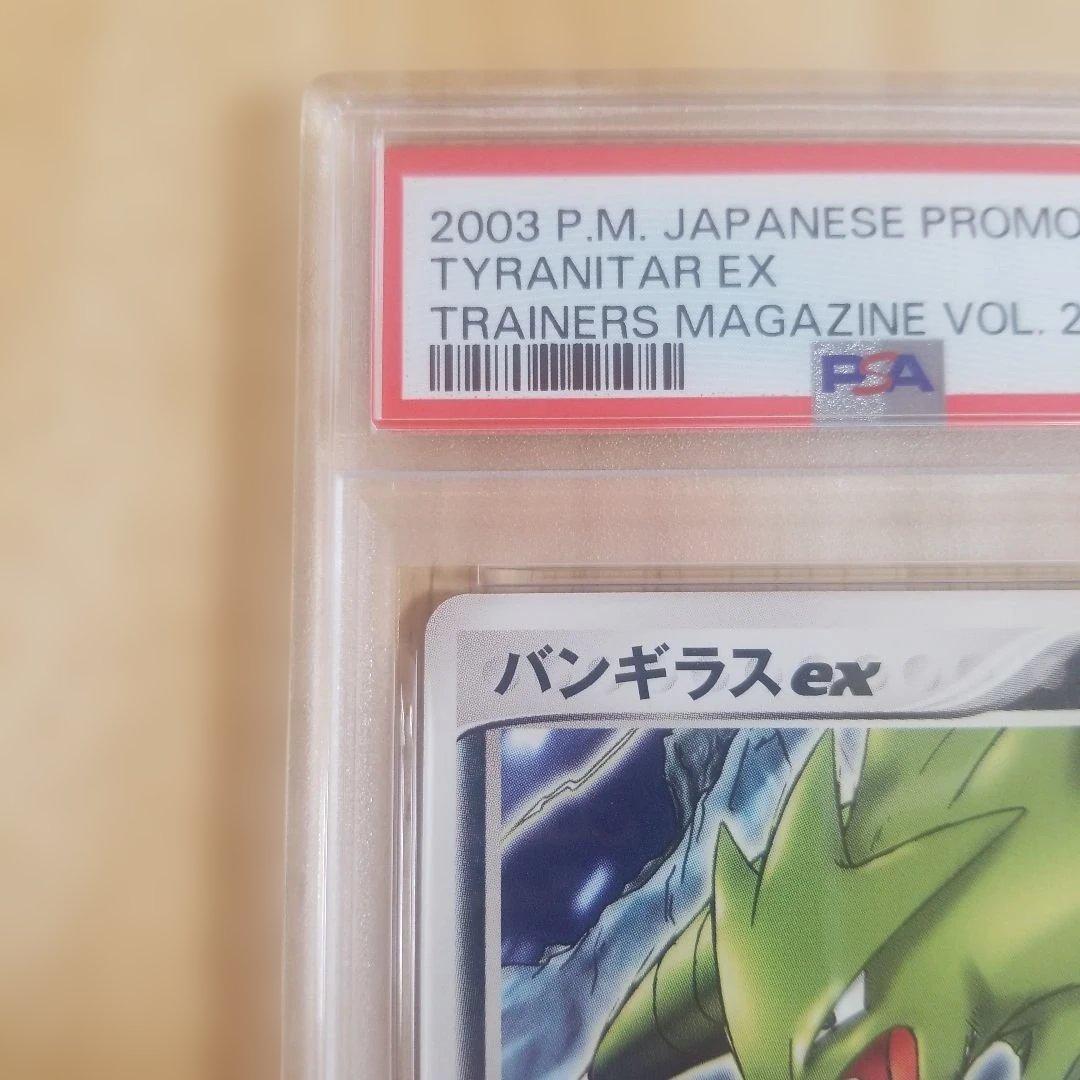 2003 P.M. JAPANESE PROMO
TYRANITAR EX
TRAINERS MAGAZINE VOL. 2
PSA
バンギラスex